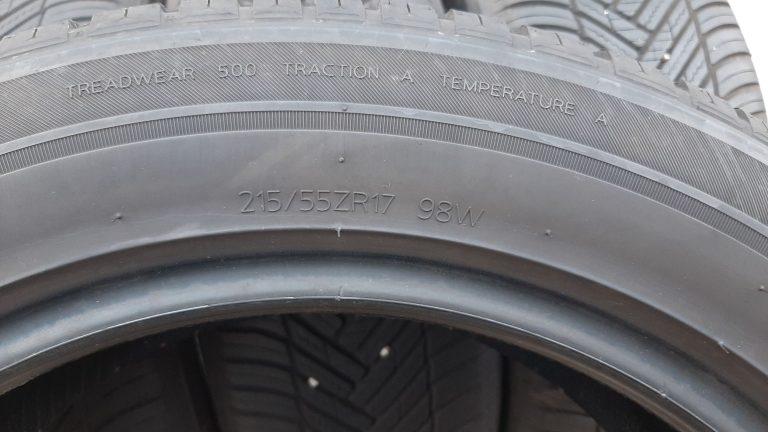 TREADWEAR 500 TRACTION A TEMPERATURE A
215/55ZR17 98W